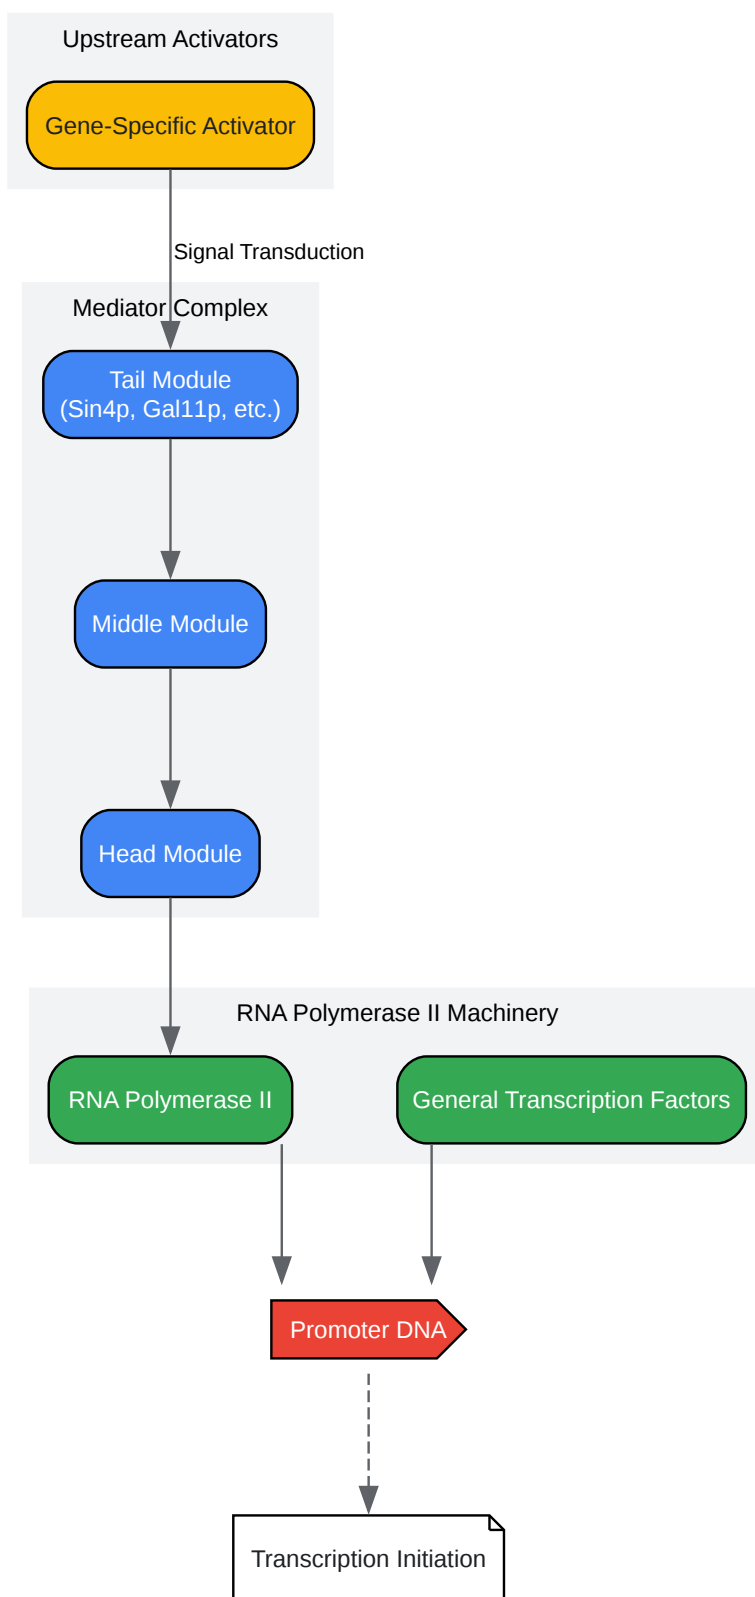 Upstream Activators
Gene-Specific Activator
Signal Transduction
Mediator Complex
Tail Module
(Sin4p, Gal11p, etc.)
Middle Module
Head Module
RNA Polymerase II Machinery
RNA Polymerase II
General Transcription Factors
Promoter DNA
Transcription Initiation